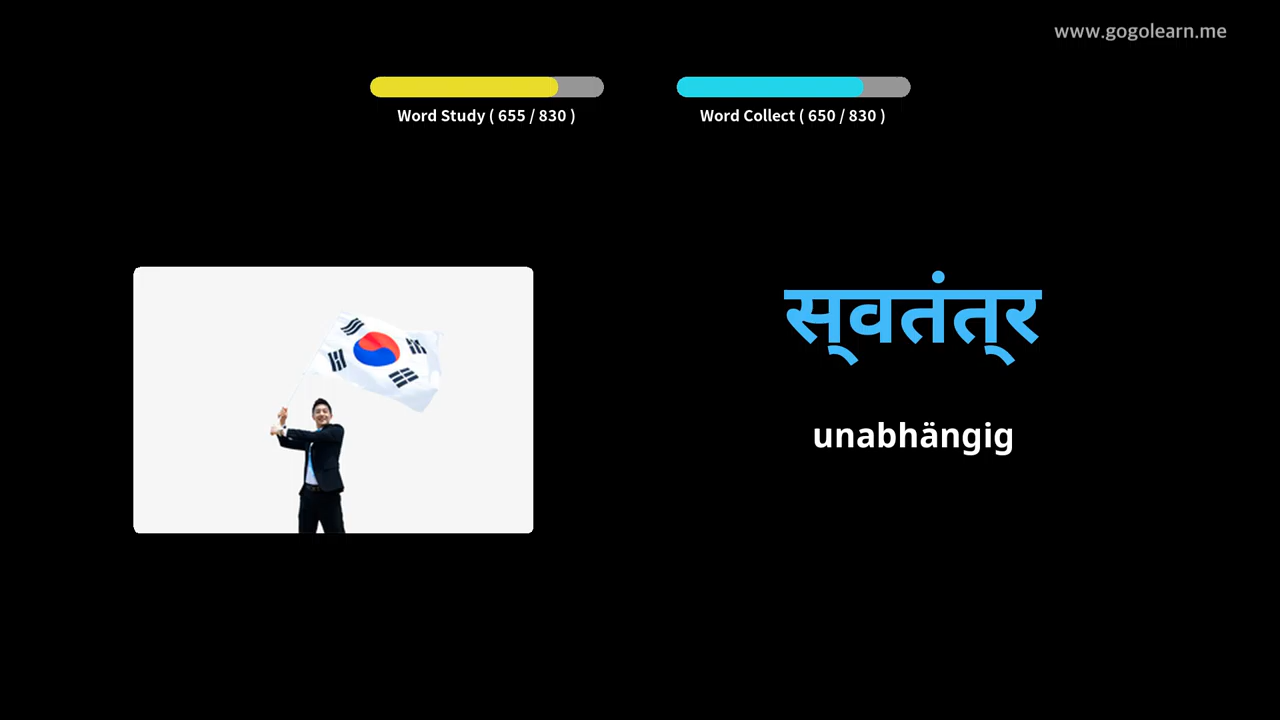 www.gogolearn.me
Word Study ( 655 / 830 )
Word Collect ( 650 / 830 )
स्वतंत्र
unabhängig